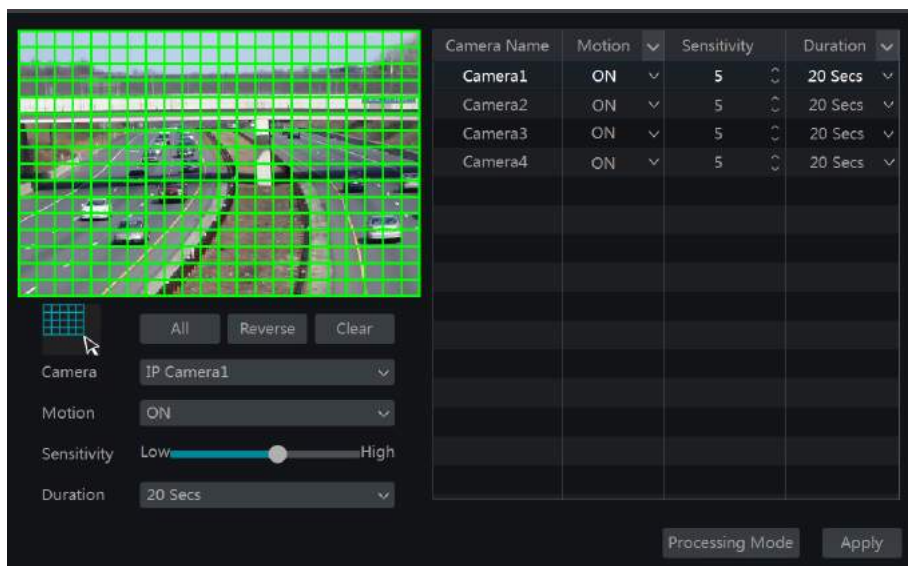 Camera Name Motion Sensitivity Duration
Camera1 ON 5 20 Secs
Camera2 ON 5 20 Secs
Camera3 ON 5 20 Secs
Camera4 ON 5 20 Secs
All Reverse Clear
Camera IP Camera1
Motion ON
Sensitivity Low High
Duration 20 Secs
Processing Mode Apply